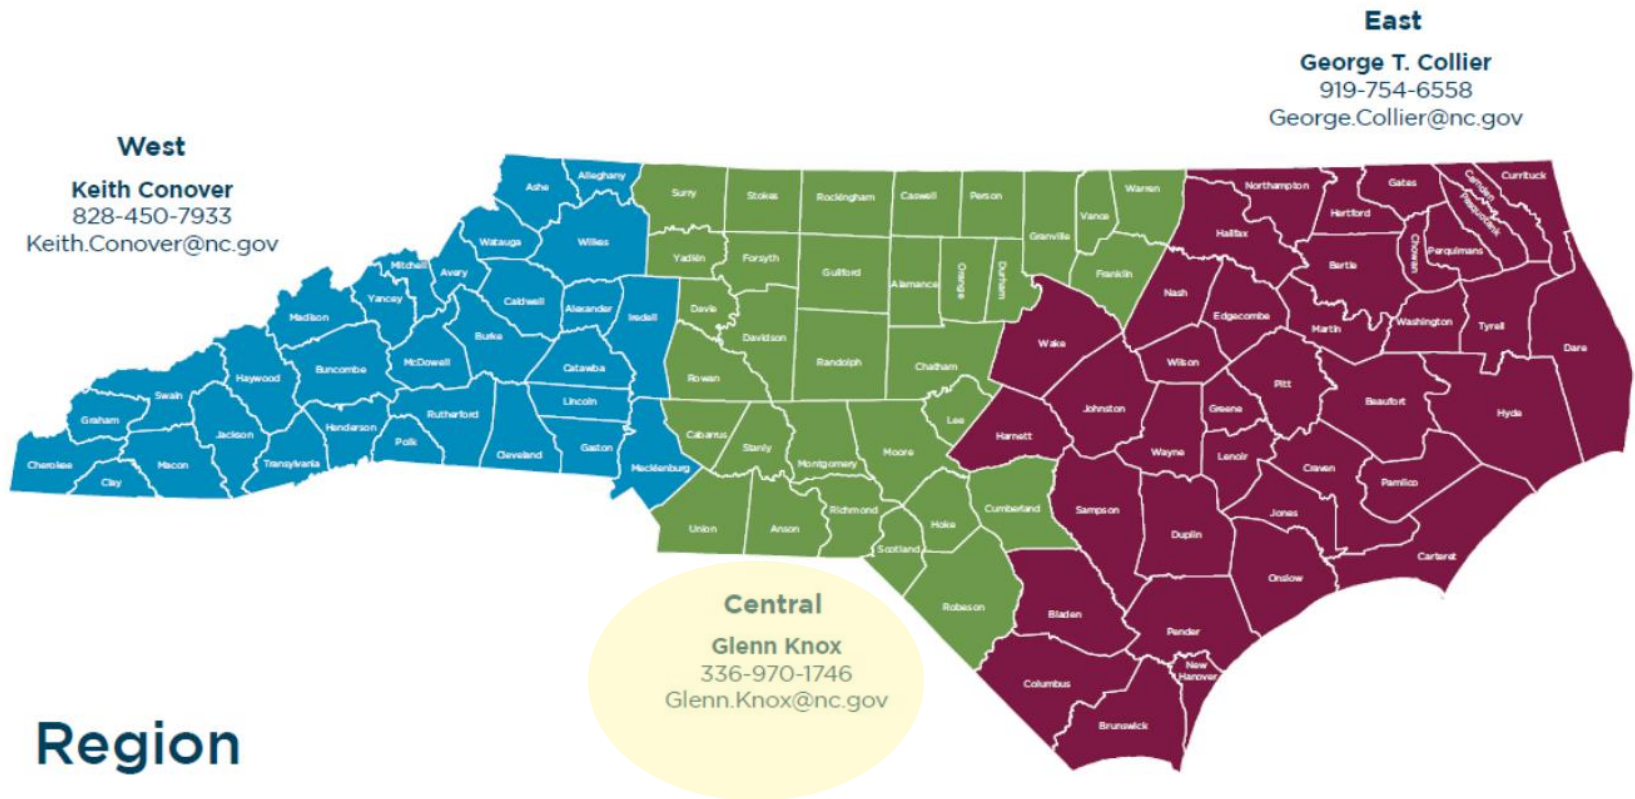 East
George T. Collier
919-754-6558
George.Collier@nc.gov
West
Keith Conover
828-450-7933
Keith.Conover@nc.gov
Ashe
Alleghany
Surry
Stokes
Rockingham
Caswell
Person
Granville
Vance
Warren
Northampton
Gates
Camden
Pasquotank
Currituck
Hertford
Halifax
Watauga
Wilkes
Yadkin
Forsyth
Guilford
Alamance
Orange
Durham
Franklin
Bertie
Chowan
Perquimans
Mitchell
Avery
Yancey
Caldwell
Alexander
Iredell
Davie
Davidson
Nash
Edgecombe
Martin
Washington
Tyrell
Dare
Madison
Burke
McDowell
Buncombe
Catawba
Rowan
Randolph
Chatham
Wake
Wilson
Pitt
Haywood
Swain
Graham
Lincoln
Rutherford
Johnston
Greene
Beaufort
Hyde
Henderson
Jackson
Polk
Cabarrus
Stanly
Lee
Harnett
Cherokee
Clay
Macon
Transylvania
Cleveland
Gaston
Mecklenburg
Montgomery
Moore
Wayne
Lenoir
Craven
Pamlico
Union
Anson
Richmond
Hoke
Cumberland
Sampson
Duplin
Jones
Scotland
Onslow
Carteret
Robeson
Bladen
Pender
New
Hanover
Columbus
Brunswick
Central
Glenn Knox
336-970-1746
Glenn.Knox@nc.gov
Region